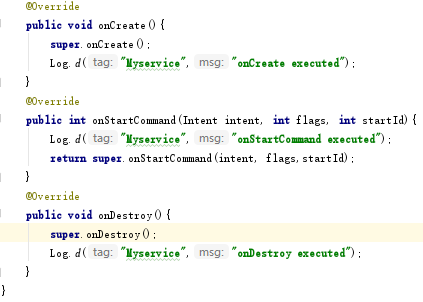 @Override
public void onCreate() {
super.onCreate();
Log.d( tag: "Myservice", msg: "onCreate executed");
}
@Override
public int onStartCommand(Intent intent, int flags, int startId) {
Log.d( tag: "Myservice", msg: "onStartCommand executed");
return super.onStartCommand(intent, flags,startId);
}
@Override
public void onDestroy() {
super.onDestroy();
Log.d( tag: "Myservice", msg: "onDestroy executed");
}
}